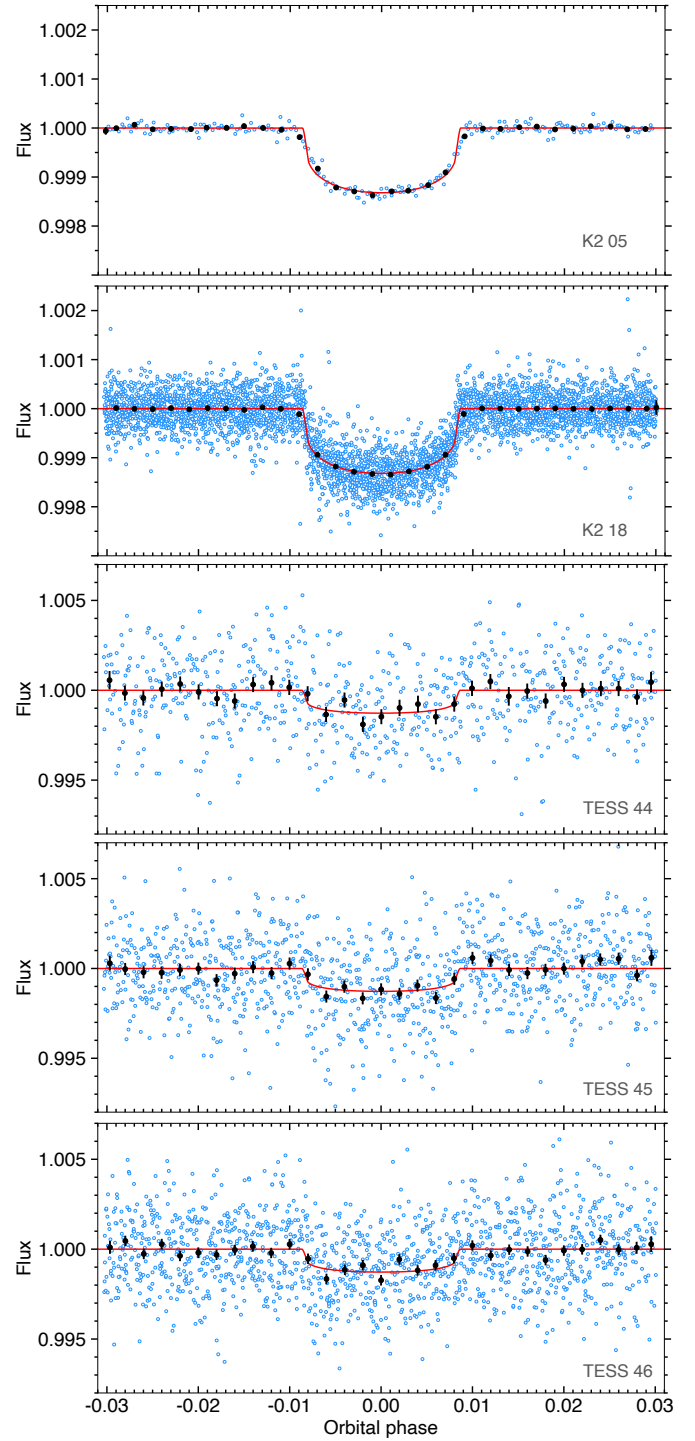 1.002
1.001
1.000
0.999
0.998
Flux
K2 05
1.002
1.001
1.000
0.999
0.998
Flux
K2 18
1.005
1.000
0.995
Flux
TESS 44
1.005
1.000
0.995
Flux
TESS 45
1.005
1.000
0.995
Flux
TESS 46
-0.03 -0.02 -0.01 0.00 0.01 0.02 0.03
Orbital phase